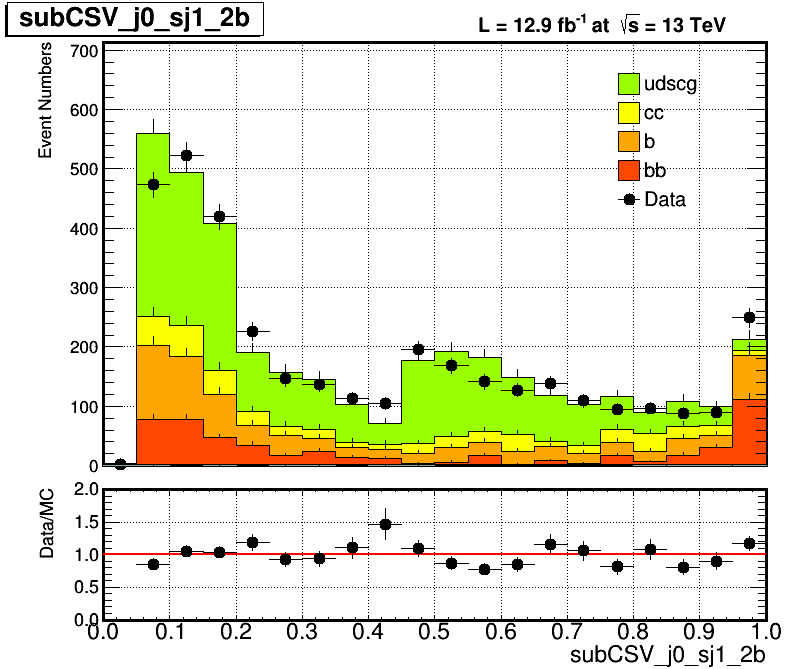 subCSV_j0_sj1_2b
L = 12.9 fb-1 at √s = 13 TeV
Event Numbers
700
600
500
400
300
200
100
0
udscg
cc
b
bb
Data
Data/MC
2.0
1.5
1.0
0.5
0.0
0.0 0.1 0.2 0.3 0.4 0.5 0.6 0.7 0.8 0.9 1.0
subCSV_j0_sj1_2b